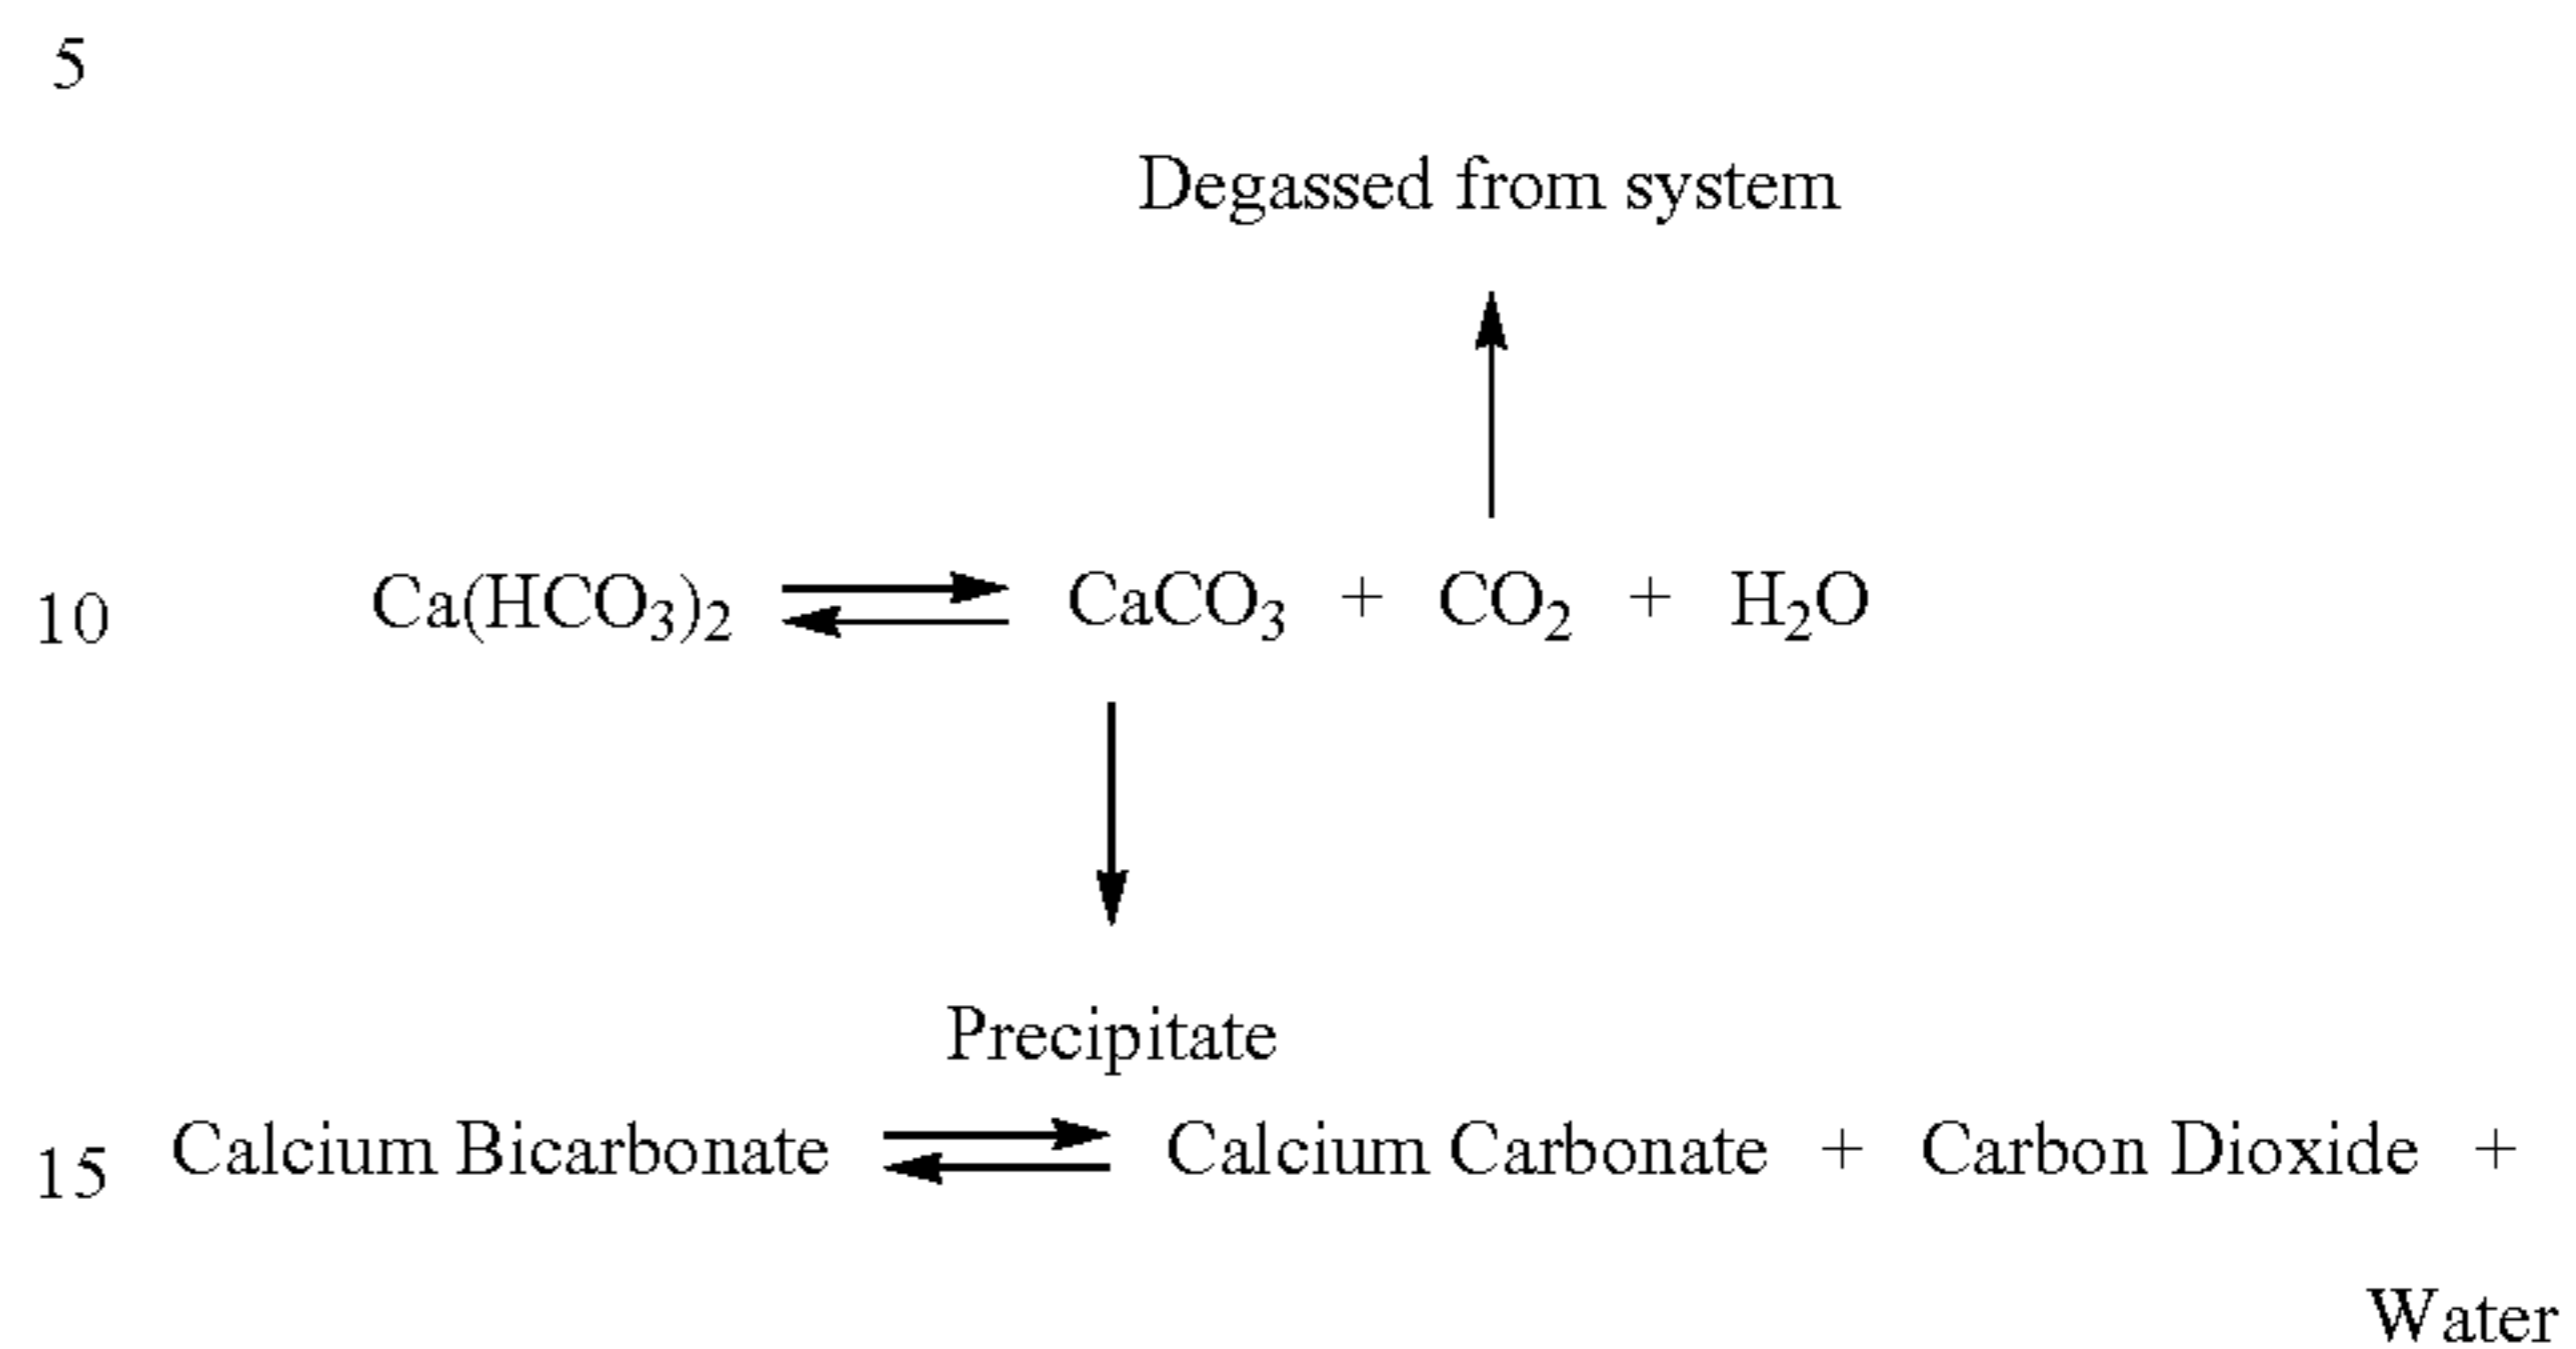 5
Degassed from system
10 Ca(HCO₃)₂ ⇌ CaCO₃ + CO₂ + H₂O
Precipitate
15 Calcium Bicarbonate ⇌ Calcium Carbonate + Carbon Dioxide +
Water